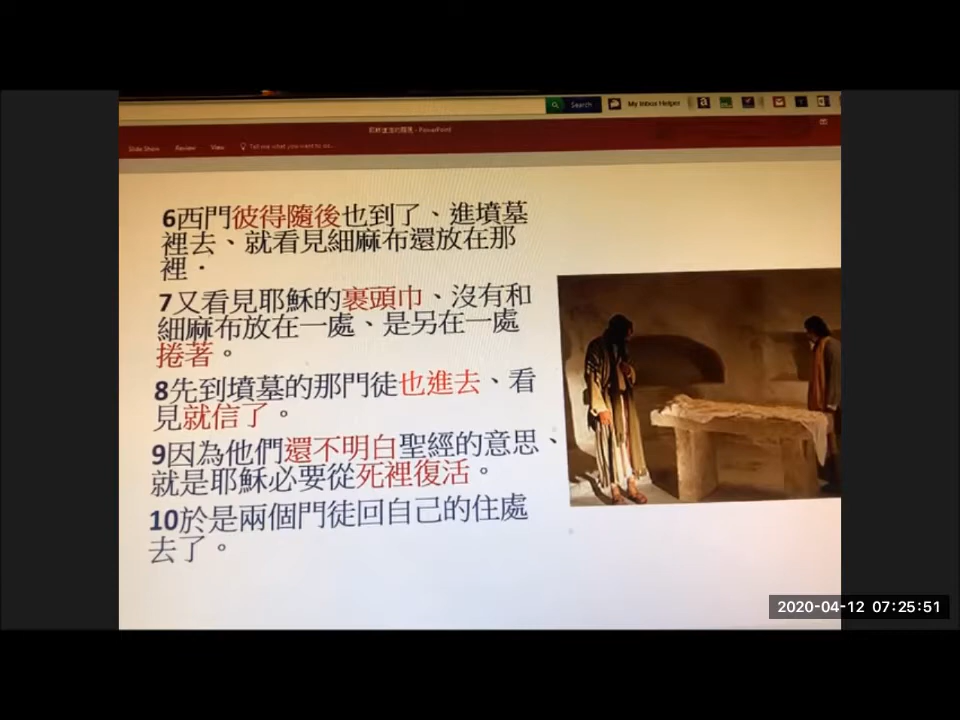 Search
My Inbox Helper
PowerPoint
Slide Show Review View Tell me what you want to do...
6西門彼得隨後也到了、進墳墓
裡去、就看見細麻布還放在那
裡．
7又看見耶穌的裹頭巾、沒有和
細麻布放在一處、是另在一處
捲著。
8先到墳墓的那門徒也進去、看
見就信了。
9因為他們還不明白聖經的意思、
就是耶穌必要從死裡復活。
10於是兩個門徒回自己的住處
去了。
2020-04-12 07:25:51